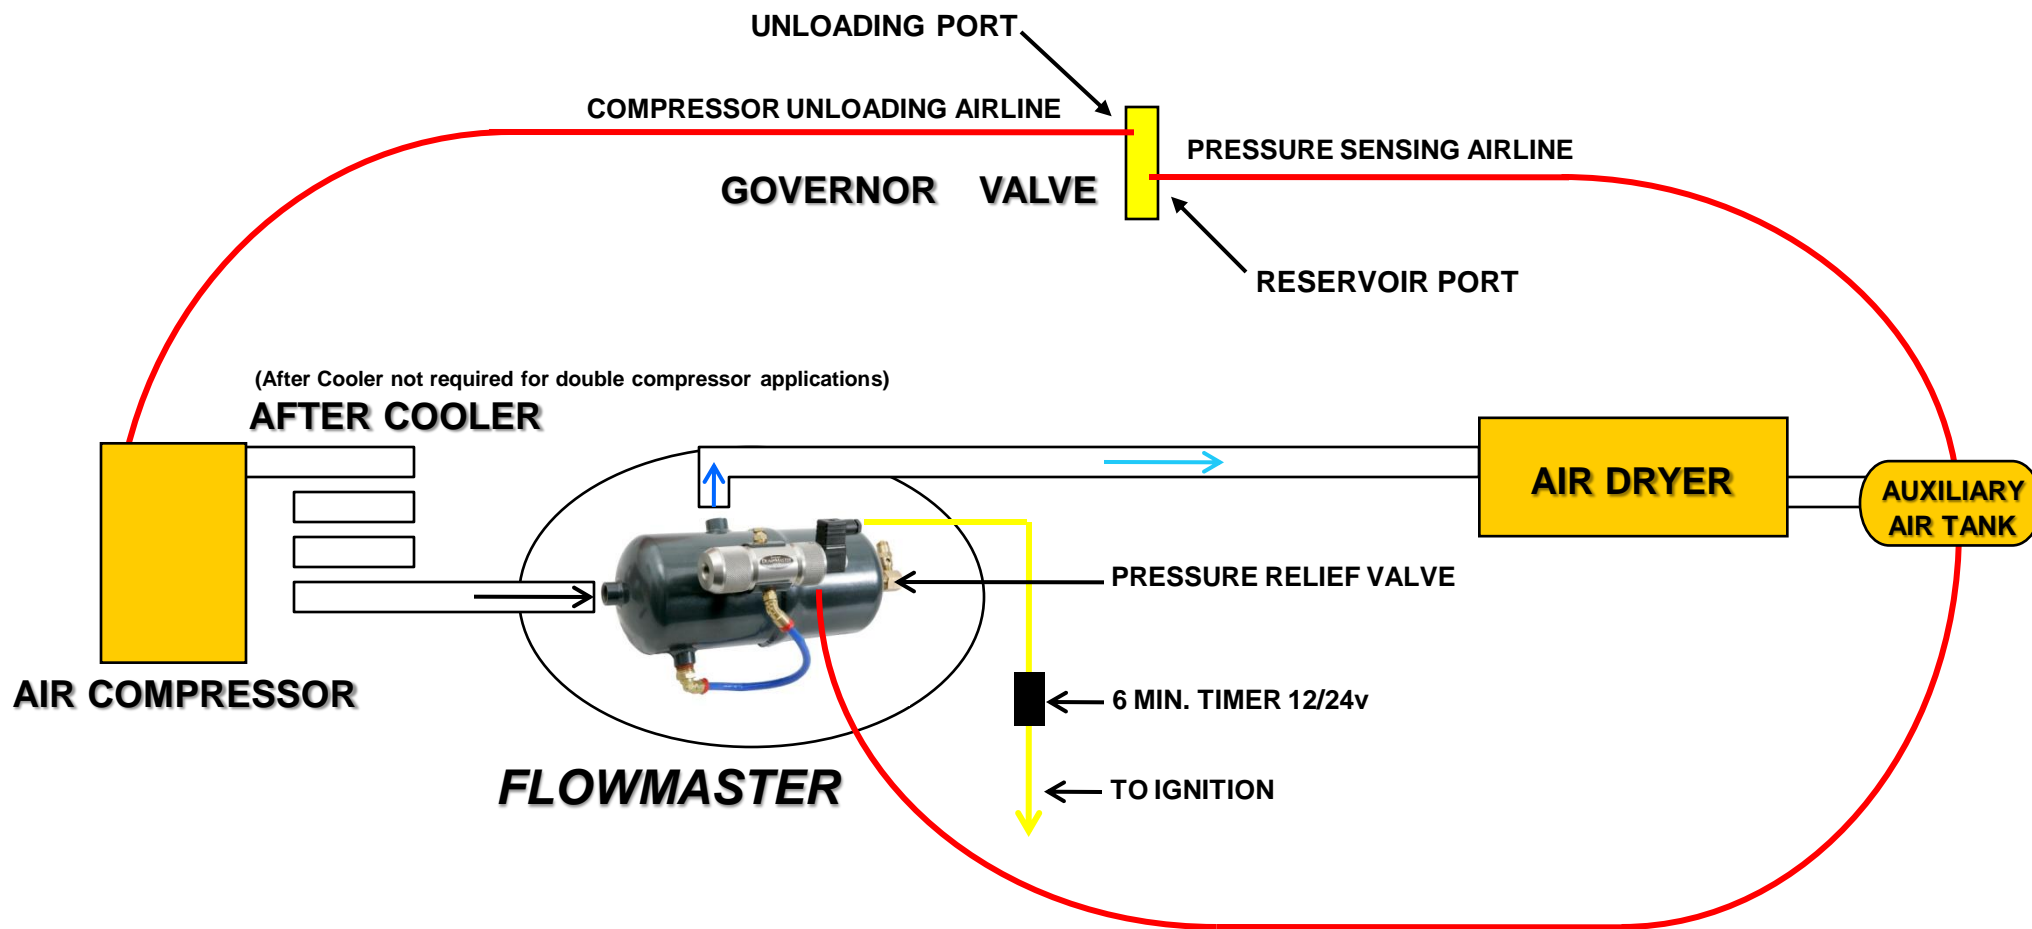 UNLOADING PORT
COMPRESSOR UNLOADING AIRLINE
PRESSURE SENSING AIRLINE
GOVERNOR VALVE
RESERVOIR PORT
(After Cooler not required for double compressor applications)
AFTER COOLER
AIR DRYER
AUXILIARY
AIR TANK
PRESSURE RELIEF VALVE
AIR COMPRESSOR
6 MIN. TIMER 12/24v
FLOWMASTER
TO IGNITION